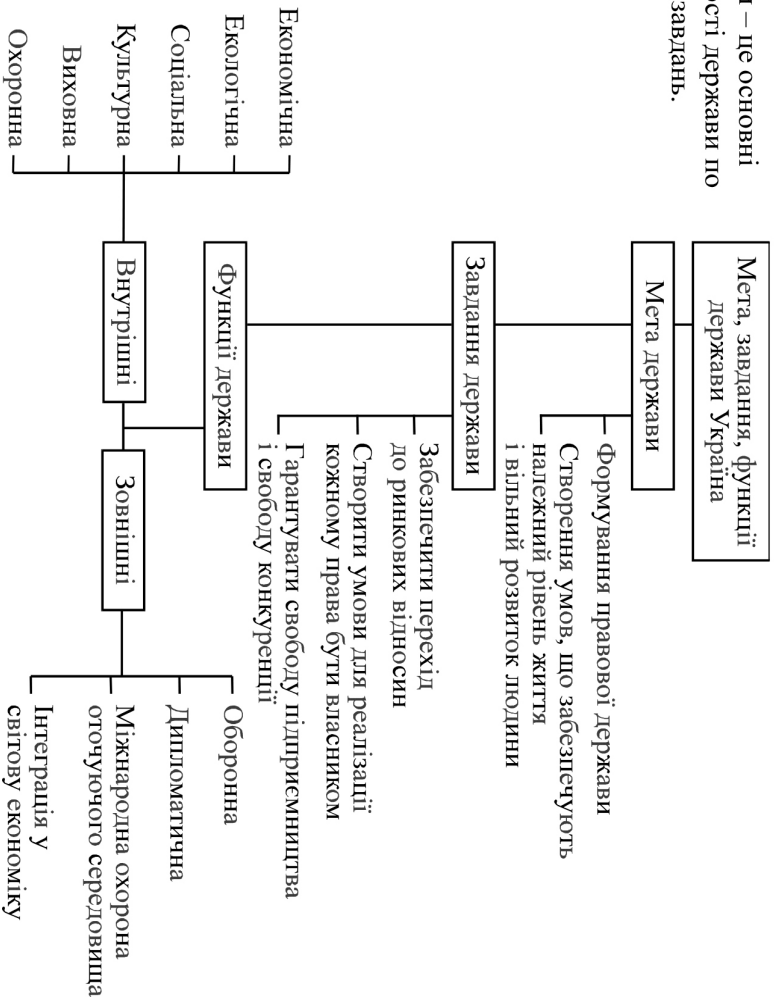 Мета, завдання, функції
держави Україна
Мета держави
Формування правової держави
Створення умов, що забезпечують
належний рівень життя
і вільний розвиток людини
Завдання держави
Забезпечити перехід
до ринкових відносин
Створити умови для реалізації
кожному права бути власником
Гарантувати свободу підприємництва
і свободу конкуренції
Функції держави
Внутрішні
Зовнішні
Економічна
Екологічна
Соціальна
Культурна
Виховна
Охоронна
Оборонна
Дипломатична
Міжнародна охорона
оточуючого середовища
Інтеграція у
світову економіку
– це основні
держави по
завдань.